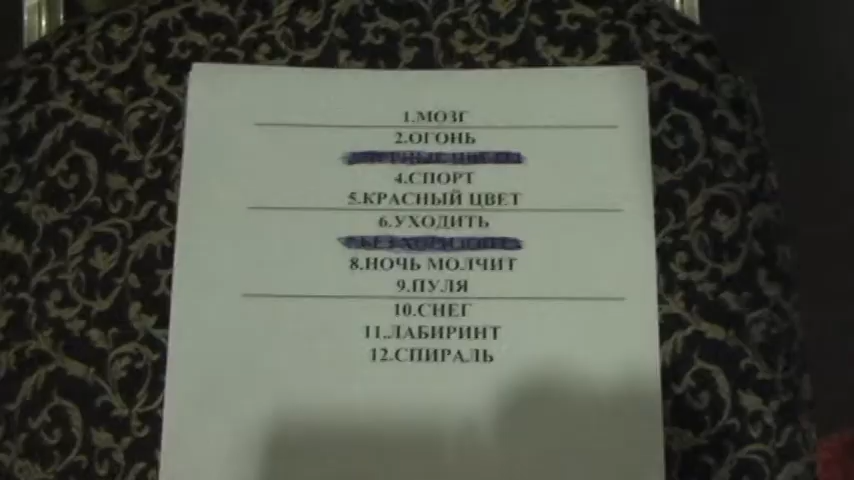 1.МОЗГ
2.ОГОНЬ
4.СПОРТ
5.КРАСНЫЙ ЦВЕТ
6.УХОДИТЬ
8.НОЧЬ МОЛЧИТ
9.ПУЛЯ
10.СНЕГ
11.ЛАБИРИНТ
12.СПИРАЛЬ